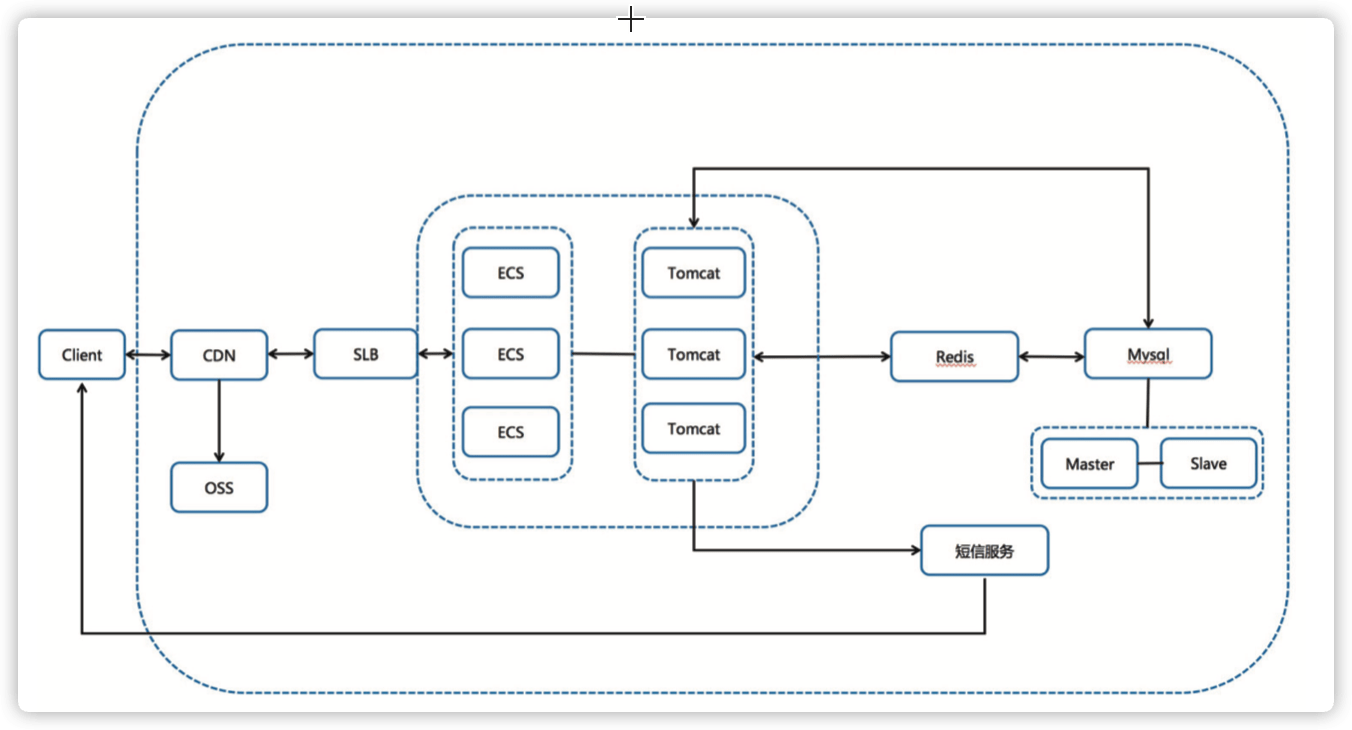 ECS
Tomcat
Client
CDN
SLB
ECS
Tomcat
Redis
Mysql
ECS
Tomcat
Master
Slave
OSS
短信服务